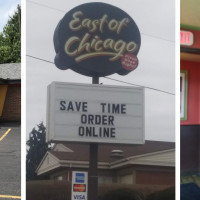 East of
Chicago
SAVE TIME
ORDER
ONLINE
VISA